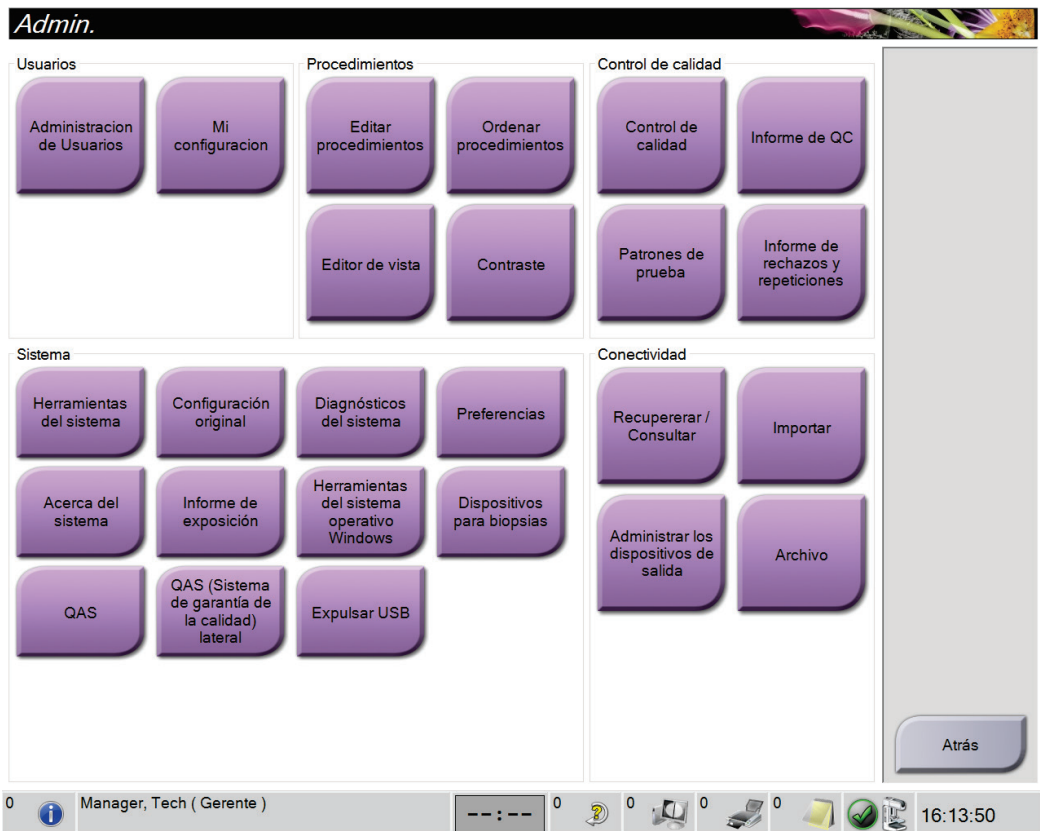 Admin.
Usuarios
Administracion
de Usuarios
Mi
configuracion
Procedimientos
Editar
procedimientos
Ordenar
procedimientos
Editor de vista
Contraste
Control de calidad
Control de
calidad
Informe de QC
Patrones de
prueba
Informe de
rechazos y
repeticiones
Sistema
Herramientas
del sistema
Configuración
original
Diagnósticos
del sistema
Preferencias
Acerca del
sistema
Informe de
exposición
Herramientas
del sistema
operativo
Windows
Dispositivos
para biopsias
QAS
QAS (Sistema
de garantía de
la calidad)
lateral
Expulsar USB
Conectividad
Recupererar /
Consultar
Importar
Administrar los
dispositivos de
salida
Archivo
Atrás
0
Manager, Tech ( Gerente )
--:--
0
0
0
0
16:13:50